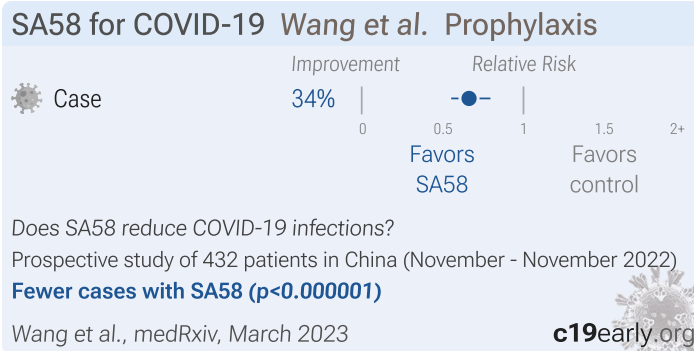 SA58 for COVID-19 Wang et al. Prophylaxis
Improvement Relative Risk
Case 34%
0 0.5 1 1.5 2+
Favors Favors
SA58 control
Does SA58 reduce COVID-19 infections?
Prospective study of 432 patients in China (November - November 2022)
Fewer cases with SA58 (p<0.000001)
Wang et al., medRxiv, March 2023 c19early.org